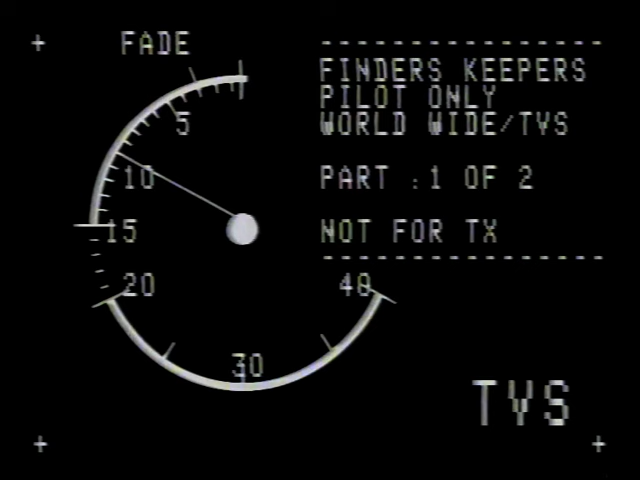 FADE
5
10
15
20
30
40
--------------------
FINDERS KEEPERS
PILOT ONLY
WORLD WIDE/TVS
PART :1 OF 2
NOT FOR TX
--------------------
TVS